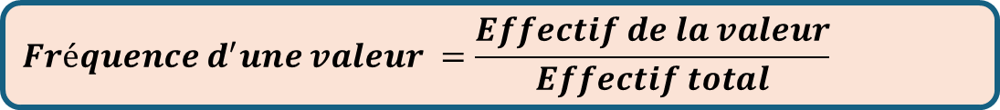 Fréquence d'une valeur = Effectif de la valeur / Effectif total